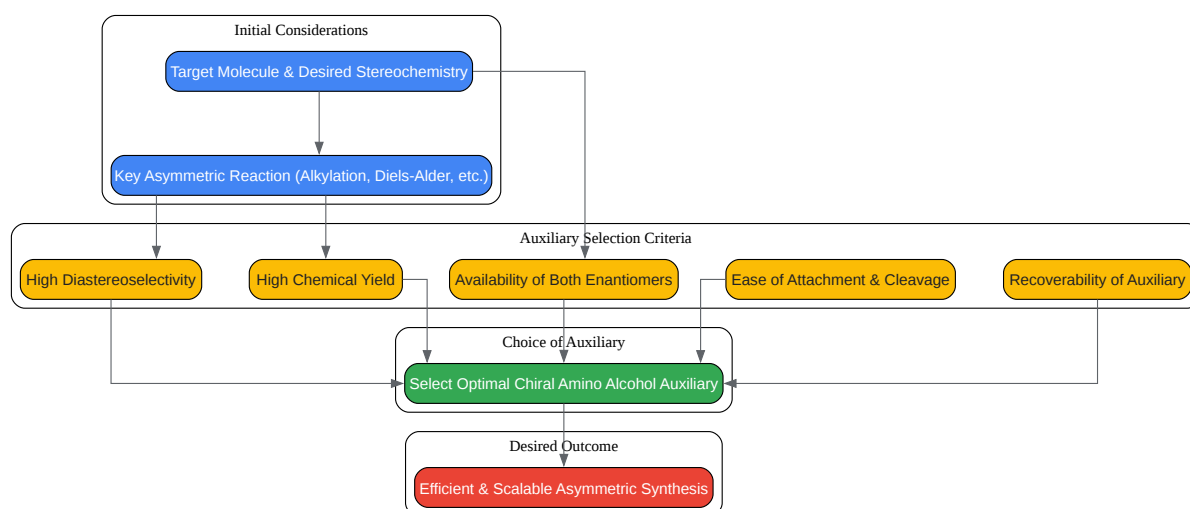 Initial Considerations
Target Molecule & Desired Stereochemistry
Key Asymmetric Reaction (Alkylation, Diels-Alder, etc.)
Auxiliary Selection Criteria
High Diastereoselectivity
High Chemical Yield
Availability of Both Enantiomers
Ease of Attachment & Cleavage
Recoverability of Auxiliary
Choice of Auxiliary
Select Optimal Chiral Amino Alcohol Auxiliary
Desired Outcome
Efficient & Scalable Asymmetric Synthesis